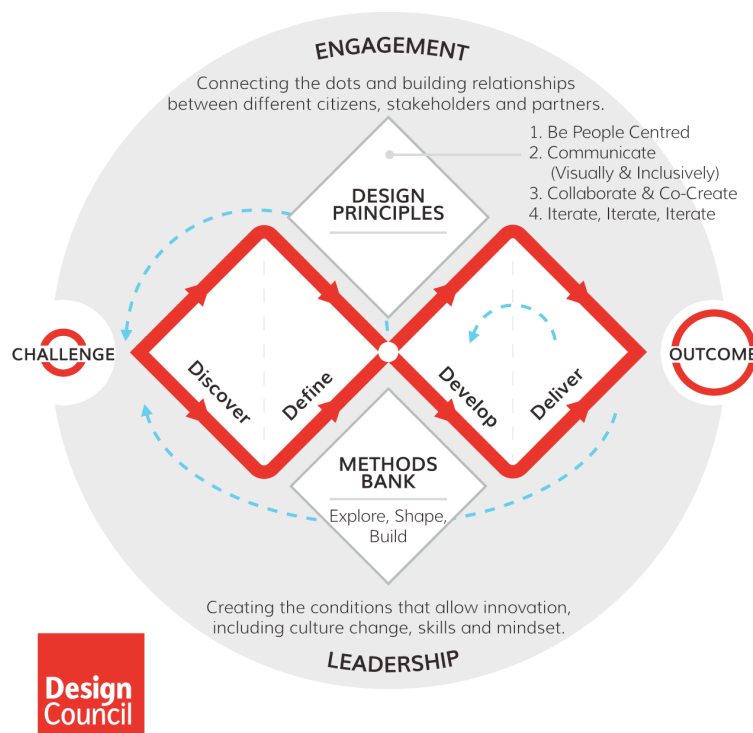 ENGAGEMENT
Connecting the dots and building relationships
between different citizens, stakeholders and partners.
1. Be People Centred
2. Communicate
(Visually & Inclusively)
3. Collaborate & Co-Create
4. Iterate, Iterate, Iterate
DESIGN
PRINCIPLES
CHALLENGE
OUTCOME
Discover
Define
Develop
Deliver
METHODS
BANK
Explore, Shape,
Build
Creating the conditions that allow innovation,
including culture change, skills and mindset.
LEADERSHIP
Design
Council